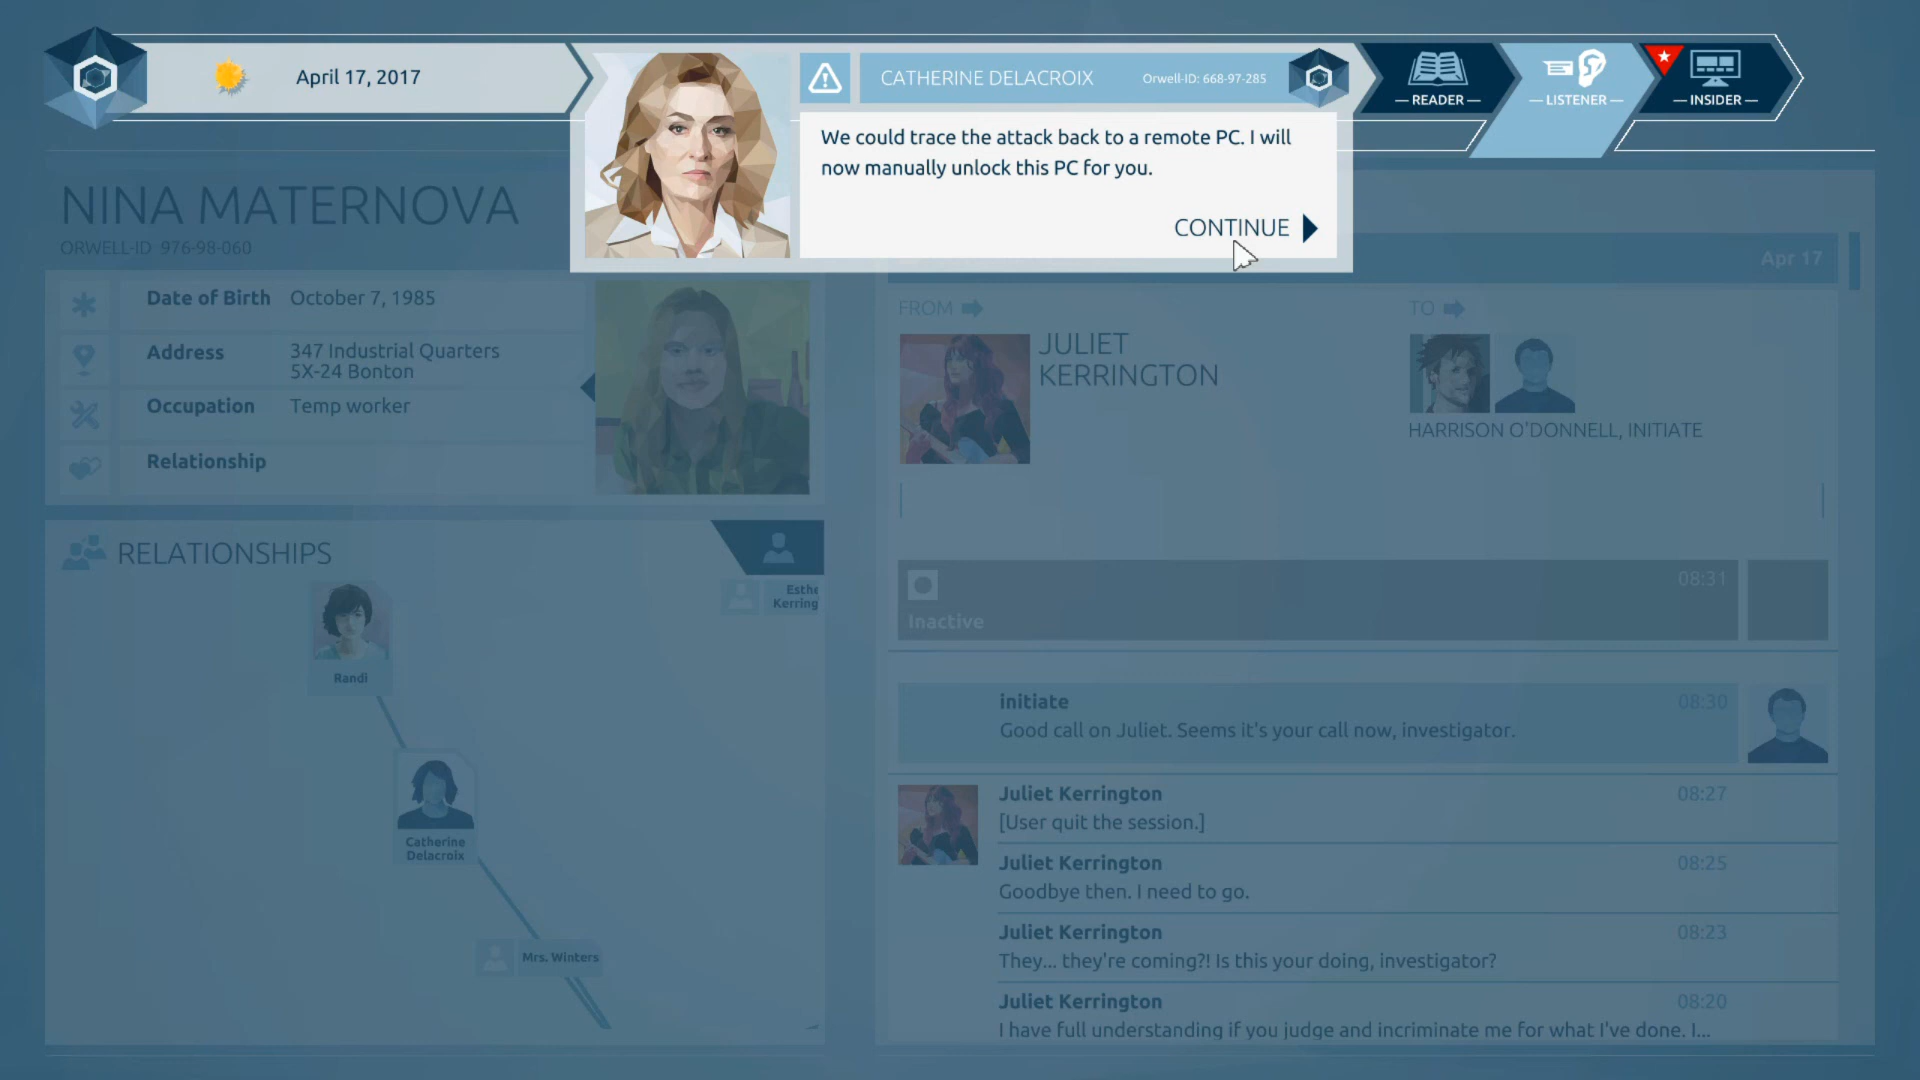 April 17, 2017
CATHERINE DELACROIX
Orwell-ID: 668-97-285
We could trace the attack back to a remote PC. I will
now manually unlock this PC for you.
CONTINUE
READER
LISTENER
INSIDER
NINA MATERNOVA
ORWELL-ID 976-98-060
Date of Birth October 7, 1985
Address 347 Industrial Quarters
5X-24 Bonton
Occupation Temp worker
Relationship
RELATIONSHIPS
Esthe
Kerring
Randi
Catherine
Delacroix
Mrs. Winters
Apr 17
FROM
JULIET
KERRINGTON
TO
HARRISON O'DONNELL, INITIATE
08:31
Inactive
initiate 08:30
Good call on Juliet. Seems it's your call now, investigator.
Juliet Kerrington 08:27
[User quit the session.]
Juliet Kerrington 08:25
Goodbye then. I need to go.
Juliet Kerrington 08:23
They... they're coming?! Is this your doing, investigator?
Juliet Kerrington 08:20
I have full understanding if you judge and incriminate me for what I've done. I...